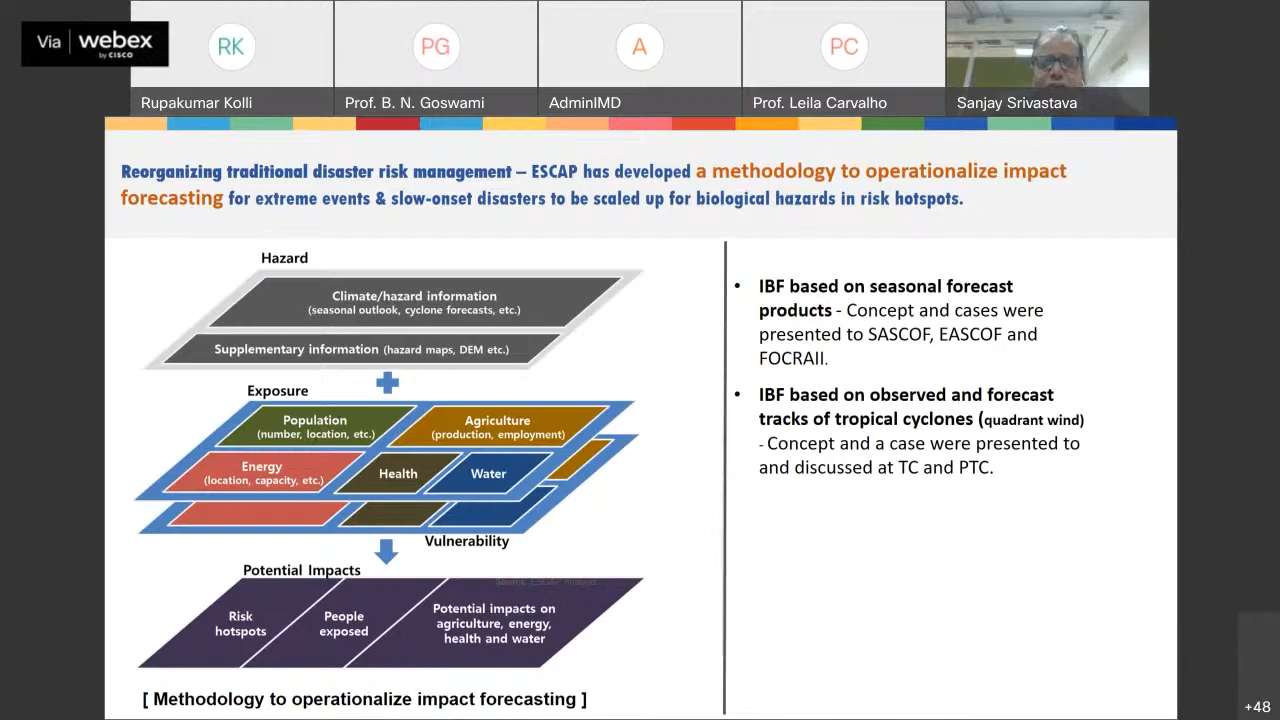 Via webex
by CISCO
RK
PG
A
PC
Rupakumar Kolli
Prof. B. N. Goswami
AdminIMD
Prof. Leila Carvalho
Sanjay Srivastava
Reorganizing traditional disaster risk management – ESCAP has developed a methodology to operationalize impact
forecasting for extreme events & slow-onset disasters to be scaled up for biological hazards in risk hotspots.
Hazard
Climate/hazard information
(seasonal outlook, cyclone forecasts, etc.)
Supplementary information (hazard maps, DEM etc.)
Exposure
Population
(number, location, etc.)
Agriculture
(production, employment)
Energy
(location, capacity, etc.)
Health
Water
Vulnerability
Potential Impacts
Source: ESCAP Analysis
Risk
hotspots
People
exposed
Potential impacts on
agriculture, energy,
health and water
[ Methodology to operationalize impact forecasting ]
• IBF based on seasonal forecast
products - Concept and cases were
presented to SASCOF, EASCOF and
FOCRAII.
• IBF based on observed and forecast
tracks of tropical cyclones (quadrant wind)
- Concept and a case were presented to
and discussed at TC and PTC.
+48